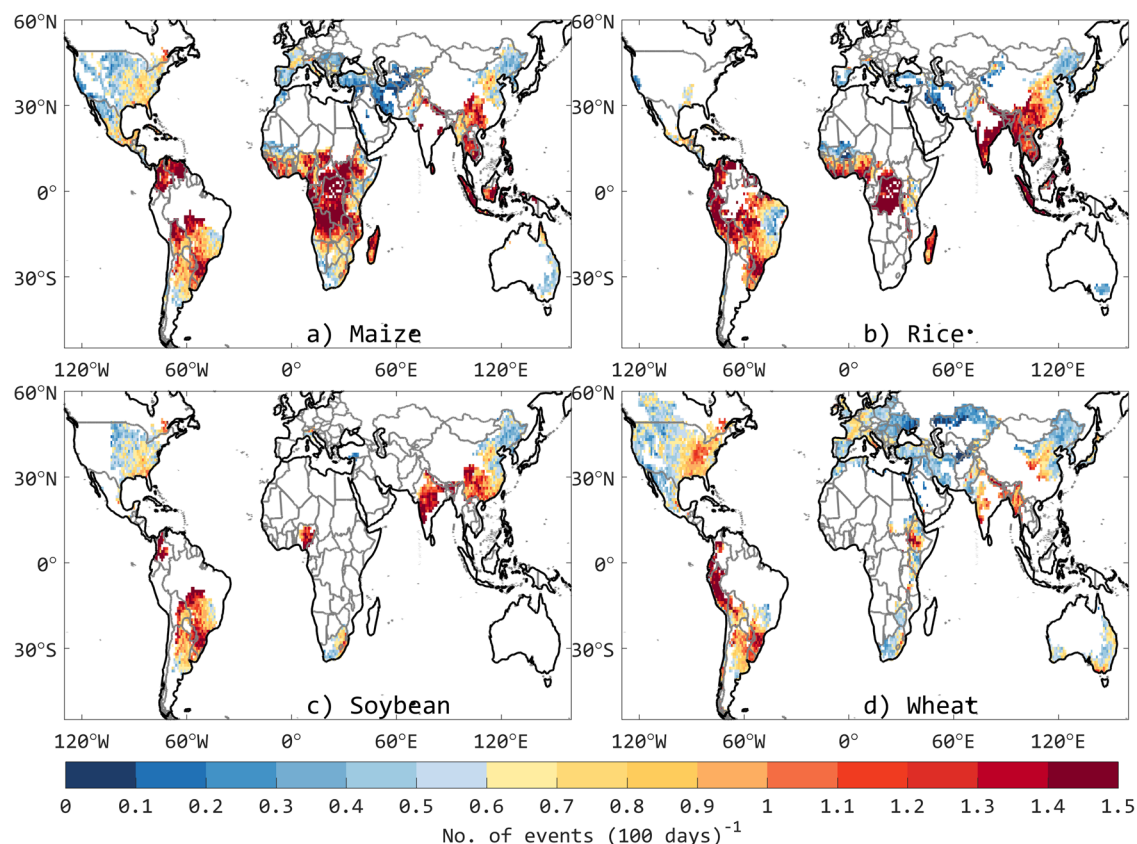 60°N
30°N
0°
30°S
a) Maize
b) Rice
120°W 60°W 0° 60°E 120°E
120°W 60°W 0° 60°E 120°E
60°N
30°N
0°
30°S
60°N
30°N
0°
30°S
c) Soybean
d) Wheat
120°W 60°W 0° 60°E 120°E
120°W 60°W 0° 60°E 120°E
60°N
30°N
0°
30°S
0 0.1 0.2 0.3 0.4 0.5 0.6 0.7 0.8 0.9 1 1.1 1.2 1.3 1.4 1.5
No. of events (100 days)⁻¹